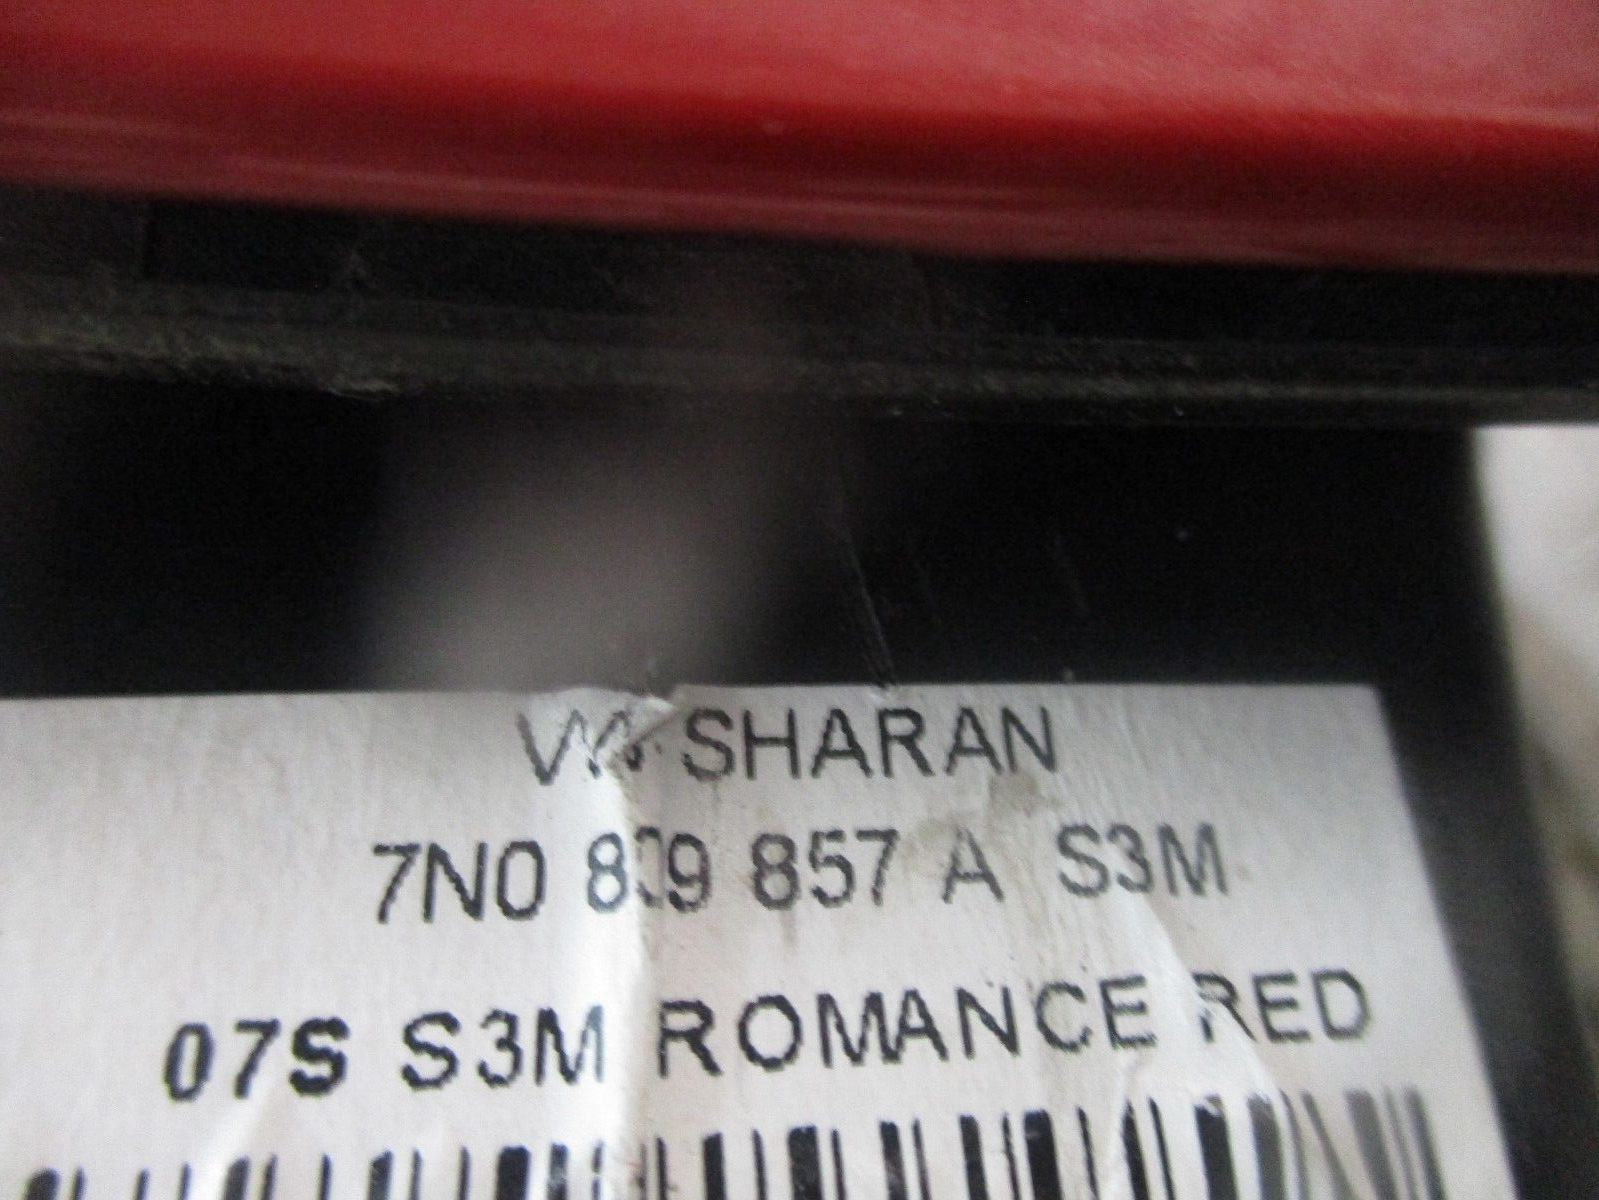 VW SHARAN
7N0 809 857 A S3M
07S S3M ROMANCE RED